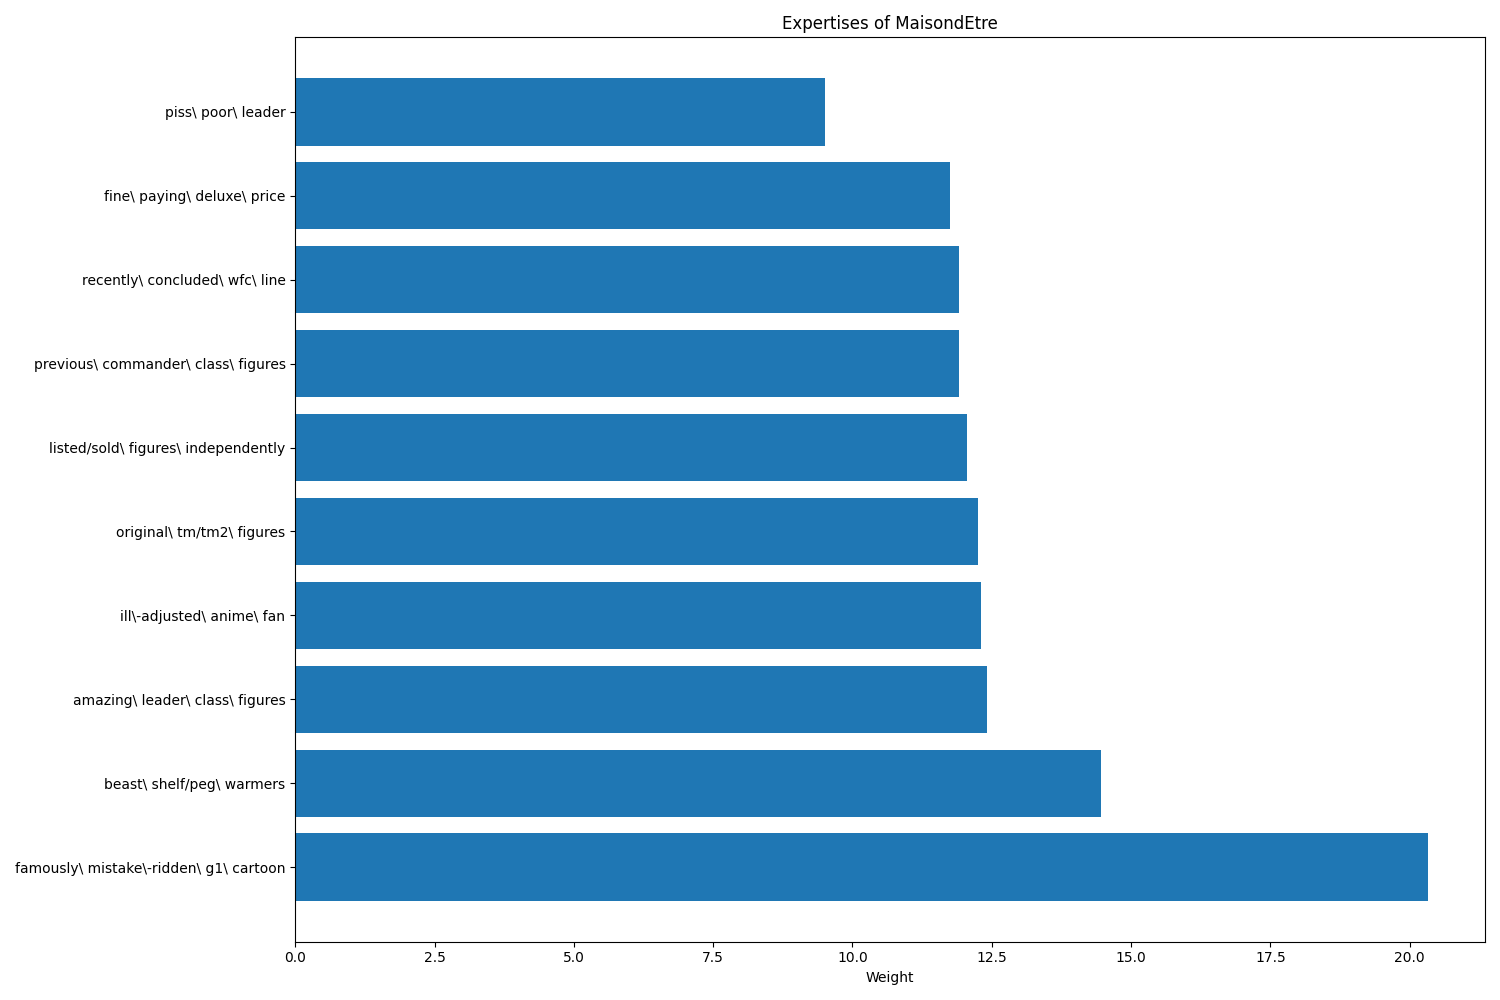 Expertises of MaisondEtre
piss\ poor\ leader
fine\ paying\ deluxe\ price
recently\ concluded\ wfc\ line
previous\ commander\ class\ figures
listed/sold\ figures\ independently
original\ tm/tm2\ figures
ill\-adjusted\ anime\ fan
amazing\ leader\ class\ figures
beast\ shelf/peg\ warmers
famously\ mistake\-ridden\ g1\ cartoon
0.0 2.5 5.0 7.5 10.0 12.5 15.0 17.5 20.0
Weight